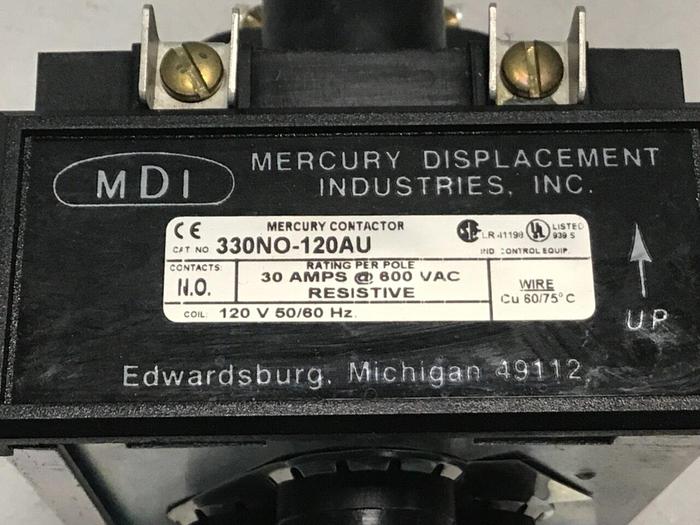 MDI
MERCURY DISPLACEMENT
INDUSTRIES, INC.
CE MERCURY CONTACTOR
CAT. NO. 330NO-120AU
LR 41198 UL LISTED
939 S
IND. CONTROL EQUIP.
CONTACTS:
N.O.
RATING PER POLE
30 AMPS @ 600 VAC
RESISTIVE
WIRE
Cu 60/75°C
COIL: 120 V 50/60 Hz.
UP
Edwardsburg, Michigan 49112